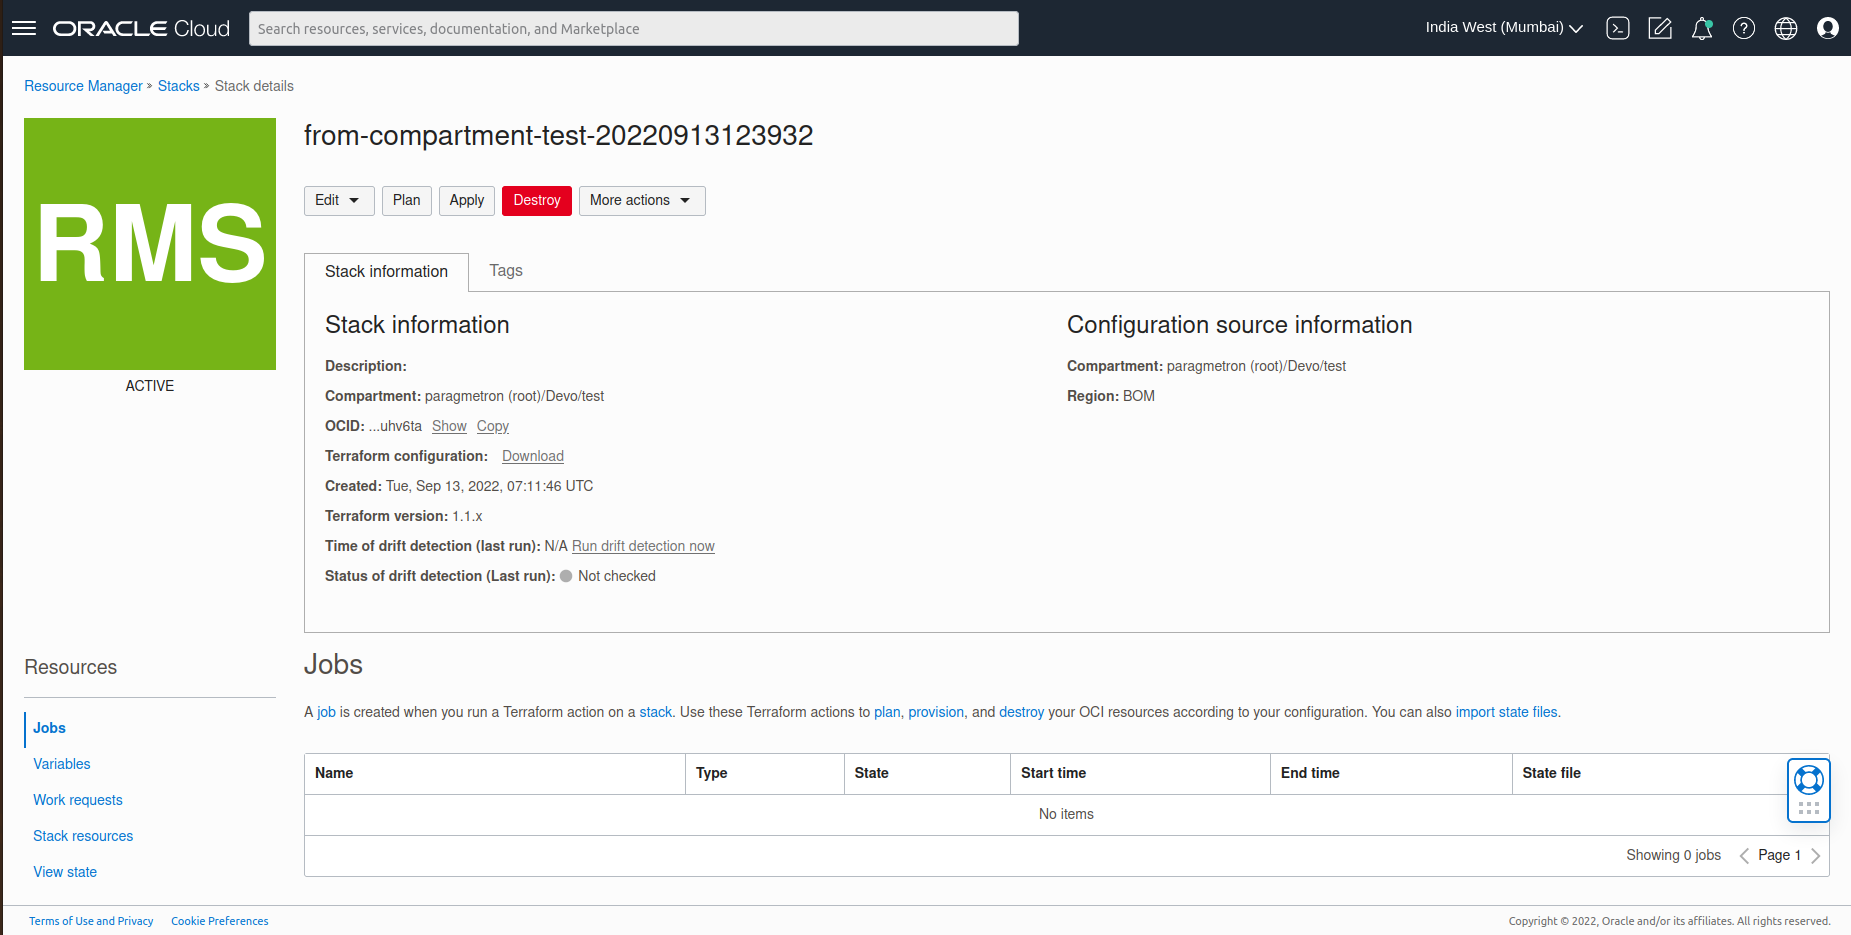 ORACLE Cloud
Search resources, services, documentation, and Marketplace
India West (Mumbai)
Resource Manager » Stacks » Stack details
RMS
ACTIVE
from-compartment-test-20220913123932
Edit Plan Apply Destroy More actions
Stack information Tags
Stack information
Description:
Compartment: paragmetron (root)/Devo/test
OCID: ...uhv6ta Show Copy
Terraform configuration: Download
Created: Tue, Sep 13, 2022, 07:11:46 UTC
Terraform version: 1.1.x
Time of drift detection (last run): N/A Run drift detection now
Status of drift detection (Last run): Not checked
Configuration source information
Compartment: paragmetron (root)/Devo/test
Region: BOM
Resources
Jobs
Variables
Work requests
Stack resources
View state
Jobs
A job is created when you run a Terraform action on a stack. Use these Terraform actions to plan, provision, and destroy your OCI resources according to your configuration. You can also import state files.
Name Type State Start time End time State file
No items
Showing 0 jobs Page 1
Terms of Use and Privacy Cookie Preferences
Copyright © 2022, Oracle and/or its affiliates. All rights reserved.